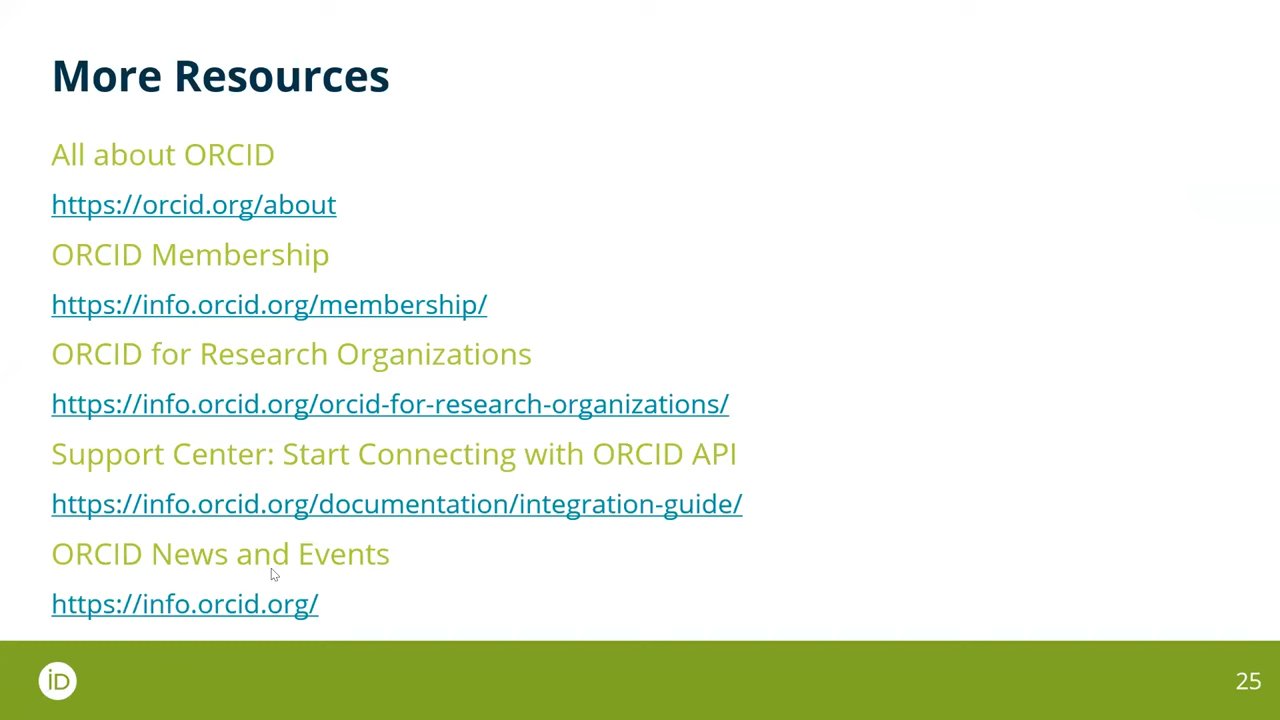 More Resources
All about ORCID
https://orcid.org/about
ORCID Membership
https://info.orcid.org/membership/
ORCID for Research Organizations
https://info.orcid.org/orcid-for-research-organizations/
Support Center: Start Connecting with ORCID API
https://info.orcid.org/documentation/integration-guide/
ORCID News and Events
https://info.orcid.org/
iD
25